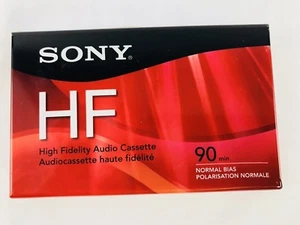 SONY®
HF
High Fidelity Audio Cassette
Audiocassette haute fidélité
90 min
NORMAL BIAS
POLARISATION NORMALE